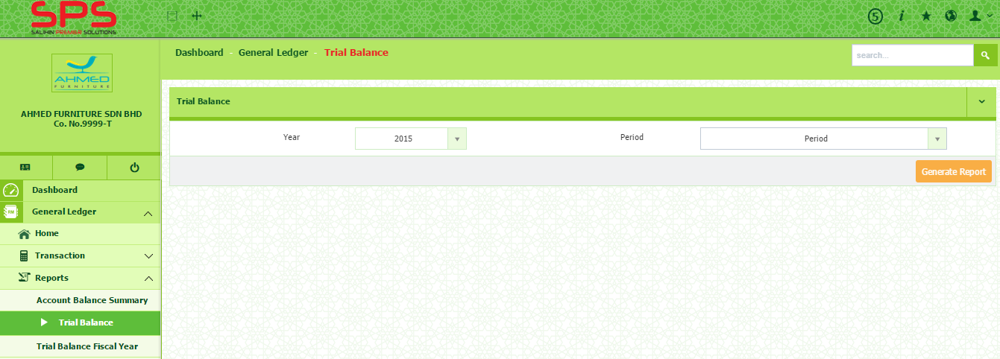 SPS
SALIHIN PREMIER SOLUTIONS
5
Dashboard - General Ledger - Trial Balance
search...
AHMED
FURNITURE
AHMED FURNITURE SDN BHD
Co. No.9999-T
Trial Balance
Year
2015
Period
Period
Generate Report
Dashboard
RM
General Ledger
Home
Transaction
Reports
Account Balance Summary
Trial Balance
Trial Balance Fiscal Year